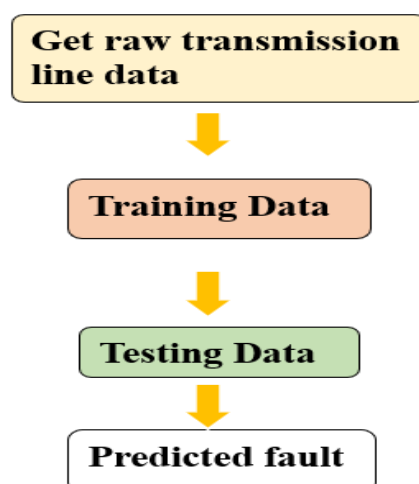 Get raw transmission
line data
Training Data
Testing Data
Predicted fault